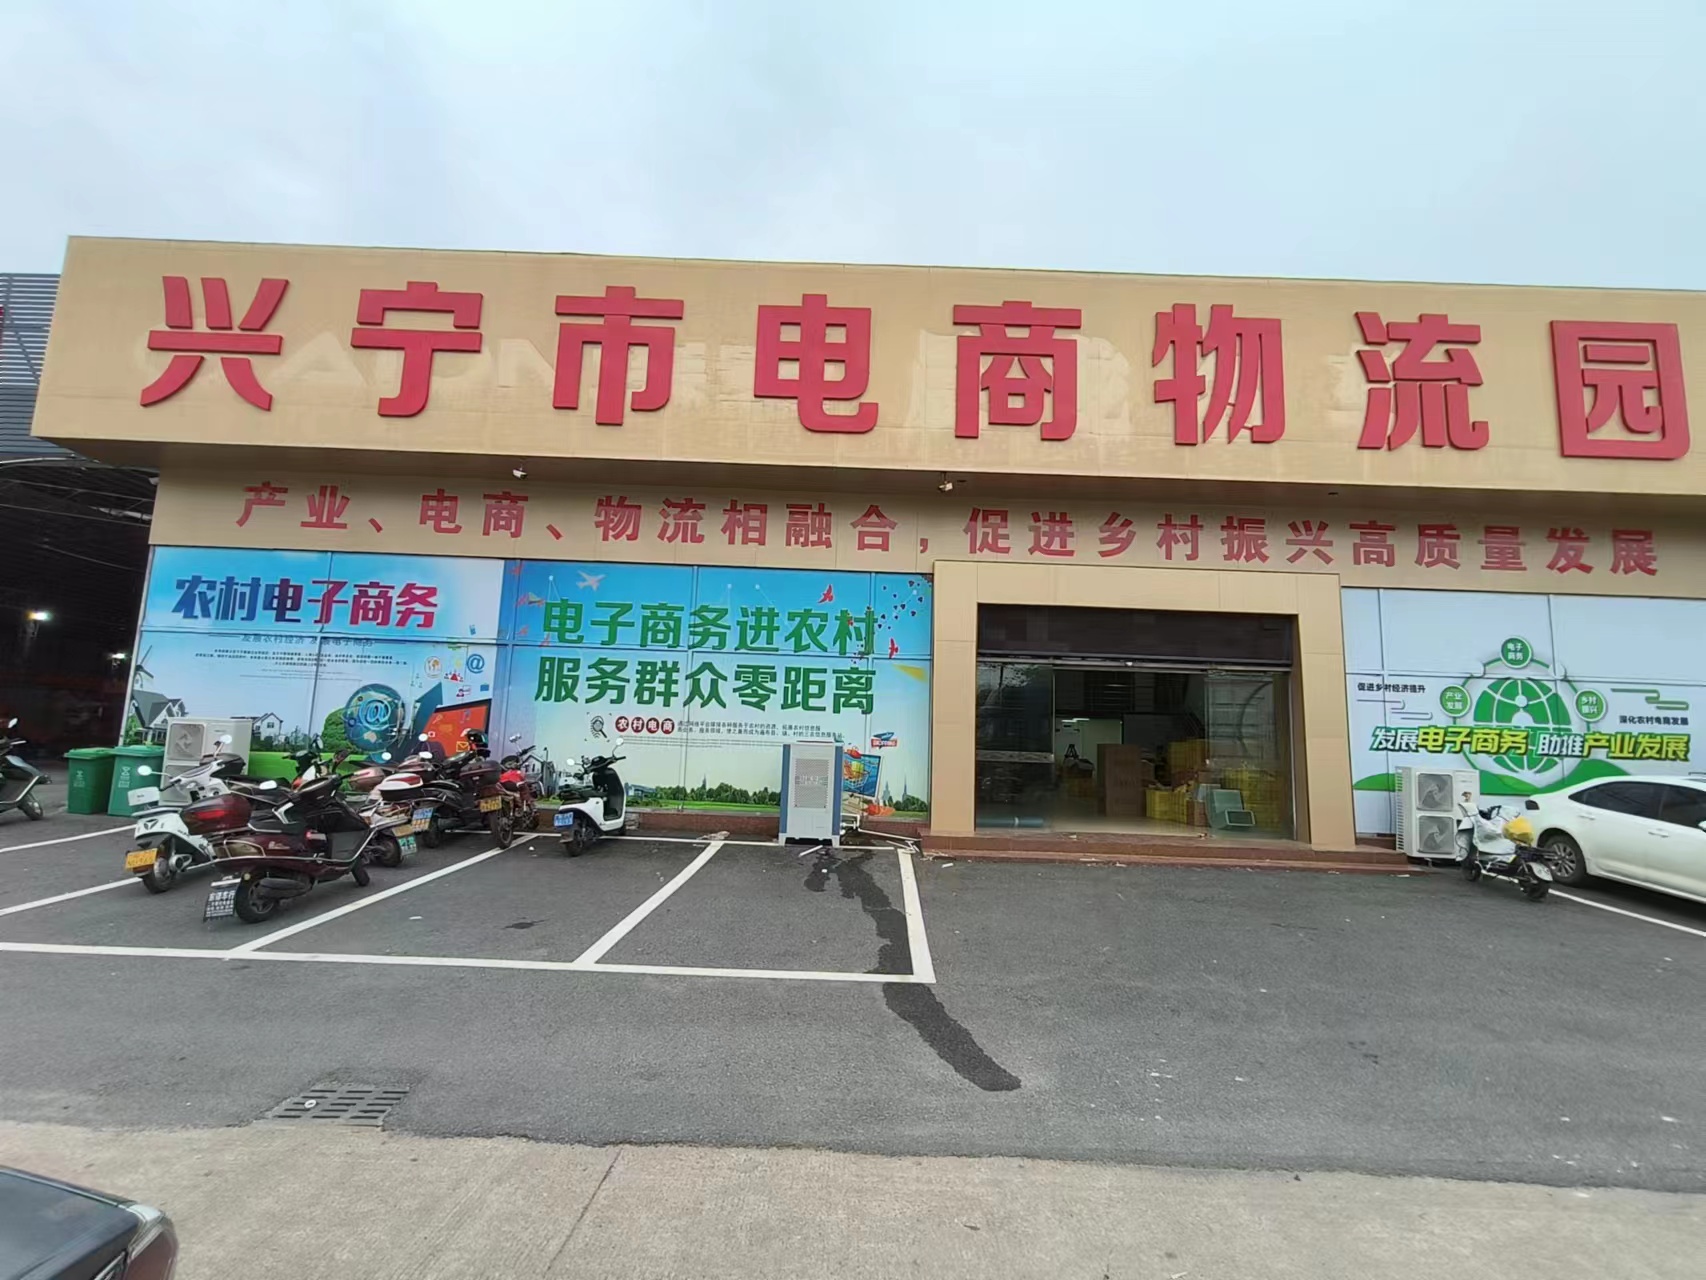 兴宁市电商物流园
产业、电商、物流相融合，促进乡村振兴高质量发展
农村电子商务
电子商务进农村
服务群众零距离
农村电商
电子商务
产业发展
乡村振兴
促进乡村经济提升
深化农村电商发展
发展电子商务 助推产业发展